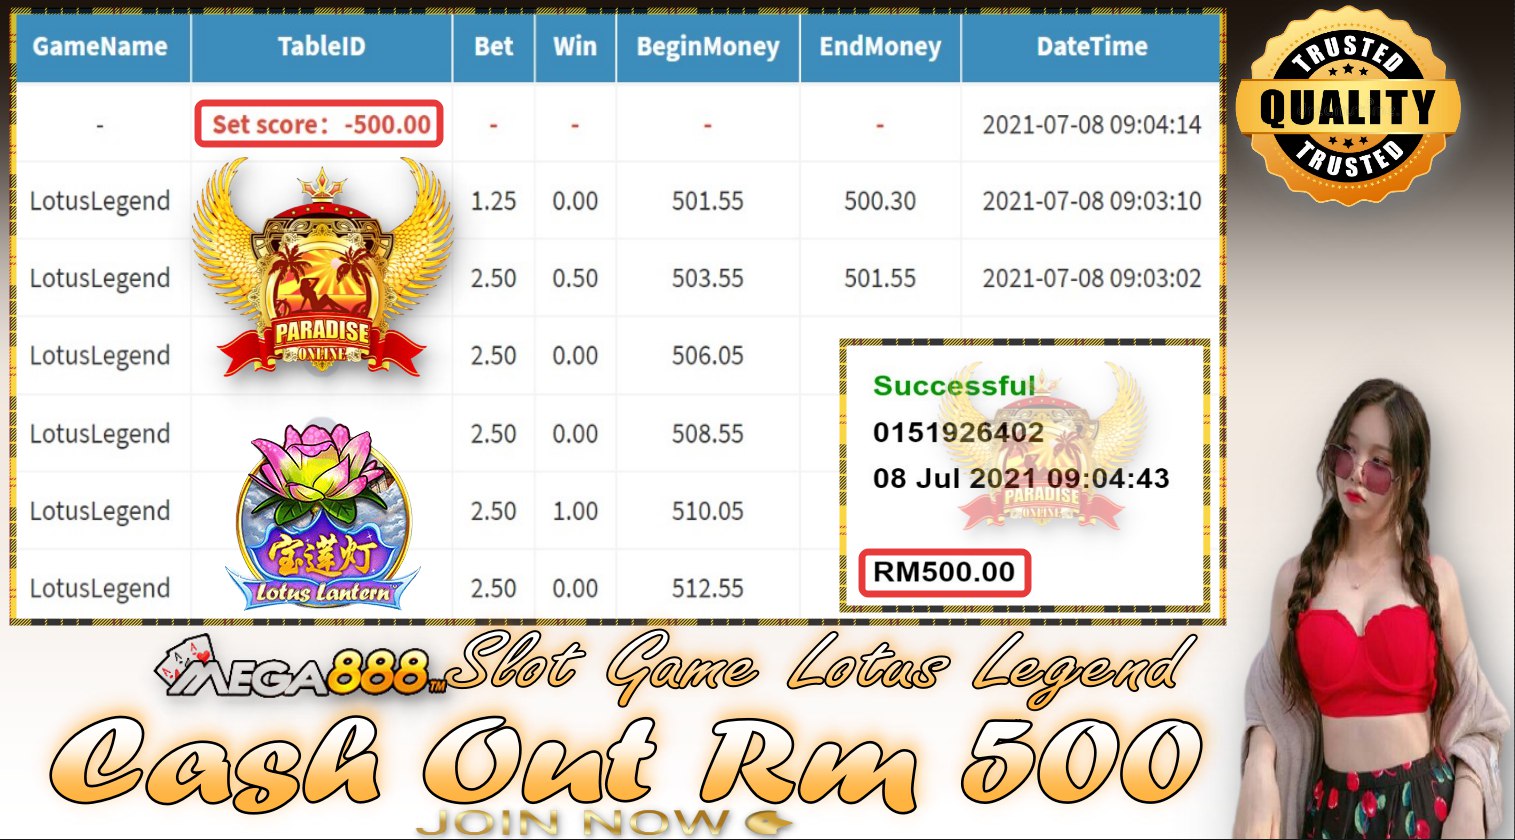 GameName TableID Bet Win BeginMoney EndMoney DateTime
- Set score： -500.00 - - - - 2021-07-08 09:04:14
LotusLegend 1.25 0.00 501.55 500.30 2021-07-08 09:03:10
LotusLegend 2.50 0.50 503.55 501.55 2021-07-08 09:03:02
LotusLegend 2.50 0.00 506.05
LotusLegend 2.50 0.00 508.55
LotusLegend 2.50 1.00 510.05
LotusLegend 2.50 0.00 512.55
PARADISE
ONLINE
宝莲灯
Lotus Lantern
Successful
0151926402
08 Jul 2021 09:04:43
PARADISE
ONLINE
RM500.00
TRUSTED
QUALITY
TRUSTED
MEGA888 TM Slot Game Lotus Legend
Cash Out Rm 500
JOIN NOW